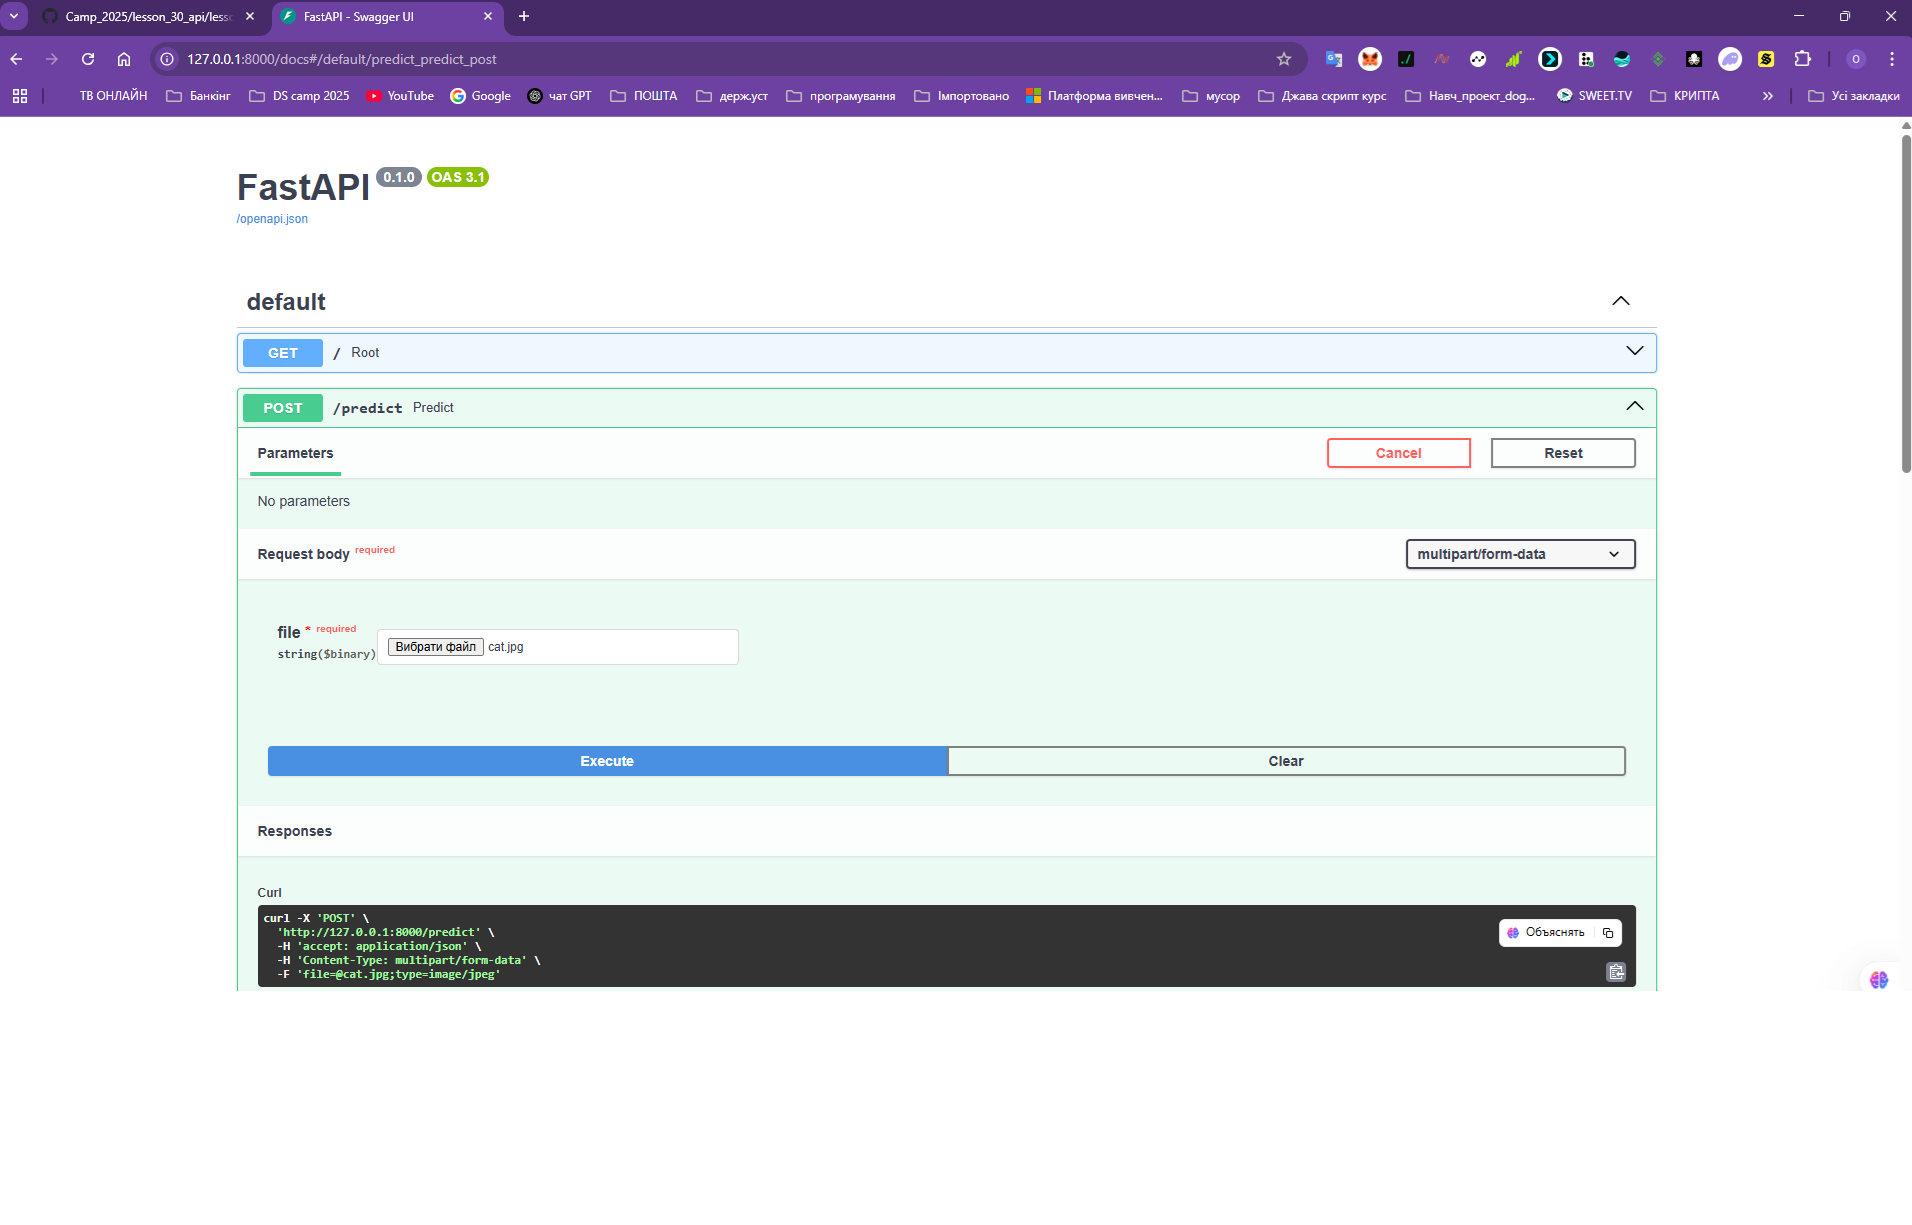 Camp_2025/lesson_30_api/less
FastAPI - Swagger UI
127.0.0.1:8000/docs#/default/predict_predict_post
O
ТВ ОНЛАЙН
Банкінг
DS camp 2025
YouTube
Google
чат GPT
ПОШТА
держ.уст
програмування
Імпортовано
Платформа вивчен...
мусор
Джава скрипт курс
Навч_проект_dog...
SWEET.TV
КРИПТА
Усі закладки
FastAPI 0.1.0 OAS 3.1
/openapi.json
default
GET / Root
POST /predict Predict
Parameters
Cancel
Reset
No parameters
Request body required
multipart/form-data
file * required
string($binary)
Вибрати файл cat.jpg
Execute
Clear
Responses
Curl
curl -X 'POST' \
'http://127.0.0.1:8000/predict' \
-H 'accept: application/json' \
-H 'Content-Type: multipart/form-data' \
-F 'file=@cat.jpg;type=image/jpeg'
Объяснять